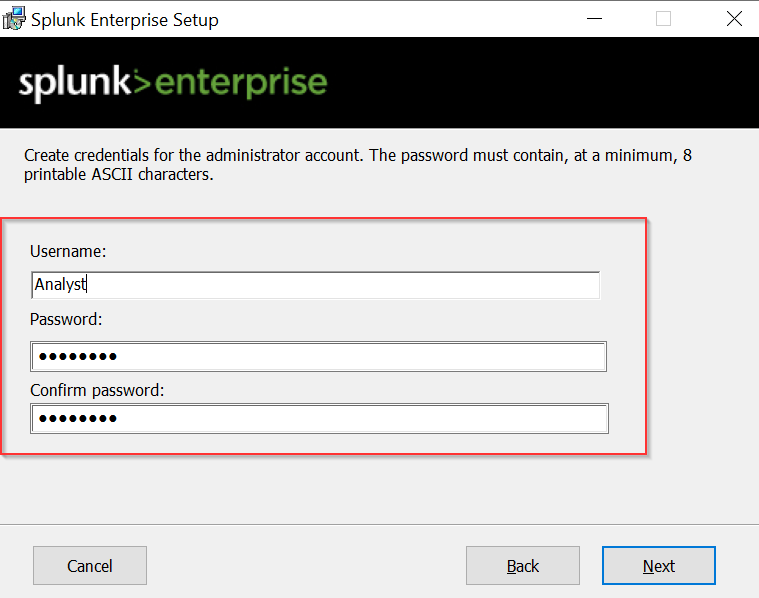 Splunk Enterprise Setup
splunk>enterprise
Create credentials for the administrator account. The password must contain, at a minimum, 8
printable ASCII characters.
Username:
Analyst
Password:
●●●●●●●●
Confirm password:
●●●●●●●●
Cancel
Back
Next